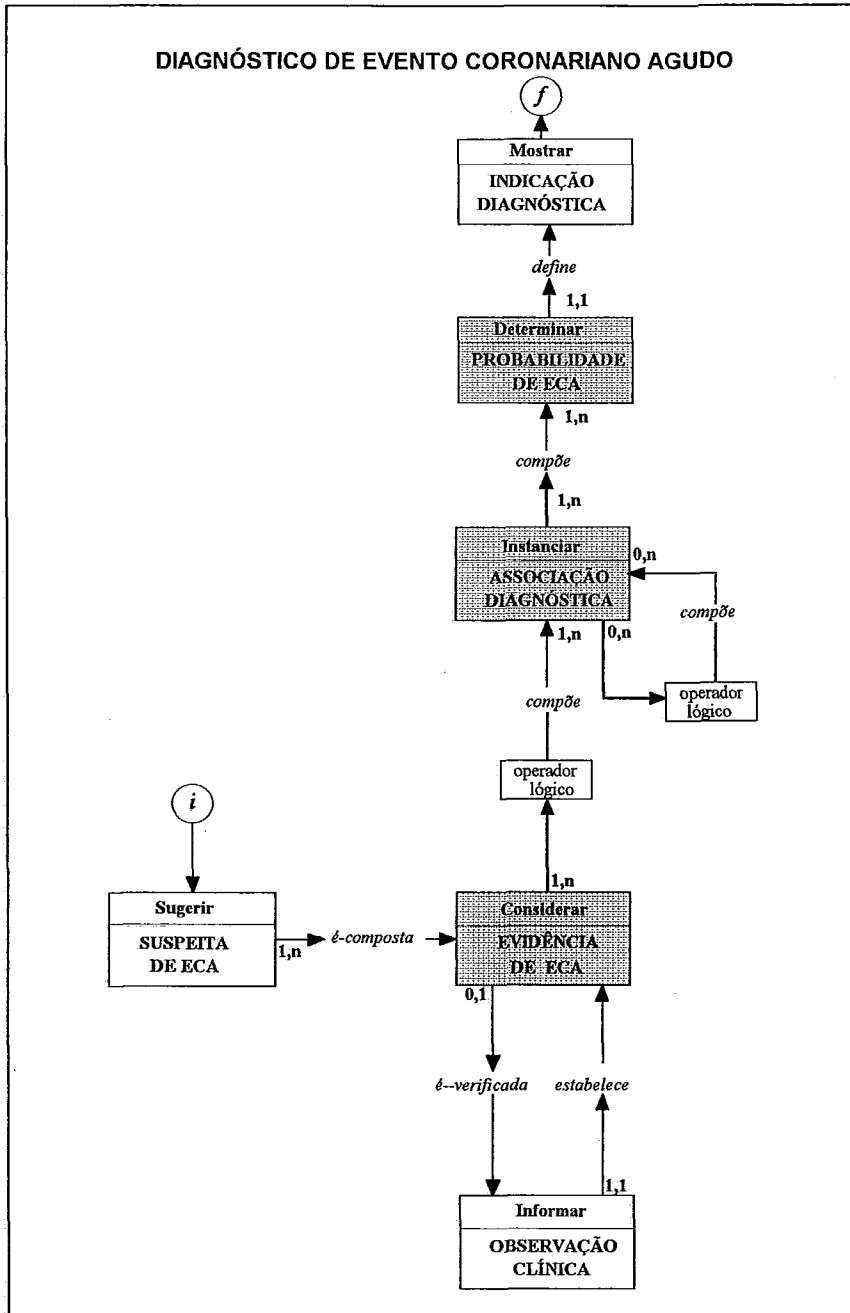 DIAGNÓSTICO DE EVENTO CORONARIANO AGUDO
f
Mostrar
INDICAÇÃO
DIAGNÓSTICA
define
1,1
Determinar
PROBABILIDADE
DE ECA
1,n
compõe
1,n
Instanciar
0,n
ASSOCIAÇÃO
DIAGNÓSTICA
compõe
1,n
0,n
operador
lógico
compõe
operador
lógico
i
1,n
Sugerir
Considerar
SUSPEITA
DE ECA
1,n
é-composta
EVIDÊNCIA
DE ECA
0,1
é--verificada
estabelece
1,1
Informar
OBSERVAÇÃO
CLÍNICA